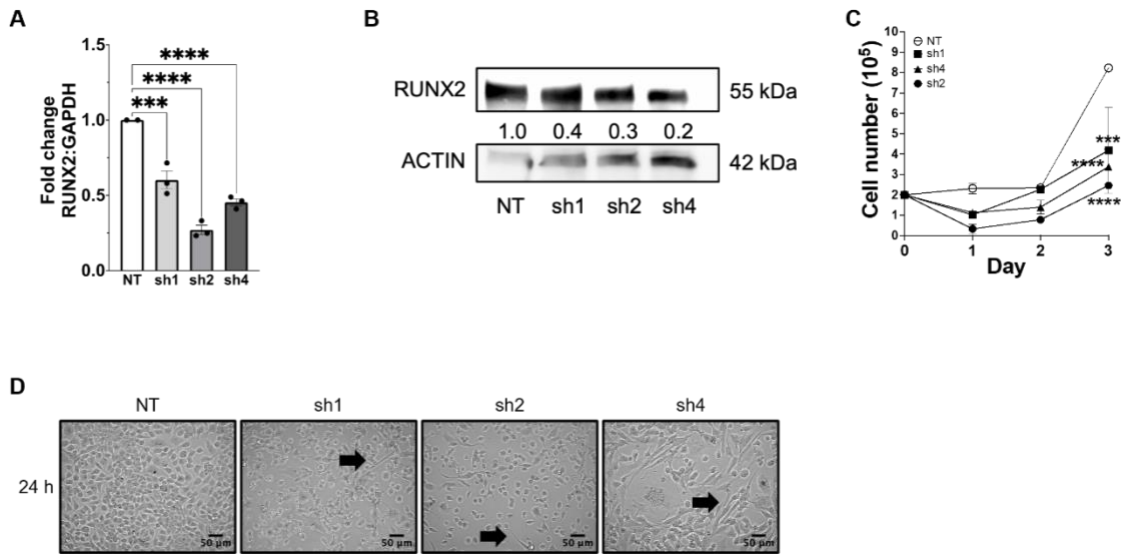 A
Fold change
RUNX2:GAPDH
1.5
1.0
0.5
0.0
****
****
***
NT sh1 sh2 sh4
B
RUNX2 55 kDa
1.0 0.4 0.3 0.2
ACTIN 42 kDa
NT sh1 sh2 sh4
C
Cell number (10⁵)
10
9
8
7
6
5
4
3
2
1
0
NT
sh1
sh4
sh2
***
****
****
0 1 2 3
Day
D
NT sh1 sh2 sh4
24 h
50 µm 50 µm 50 µm 50 µm